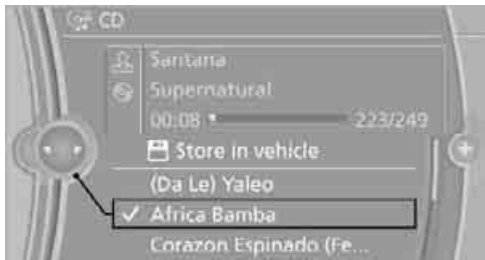 CD
Santana
Supernatural
00:08 223/249
Store in vehicle
(Da Le) Yaleo
Africa Bamba
Corazon Espinado (Fe...